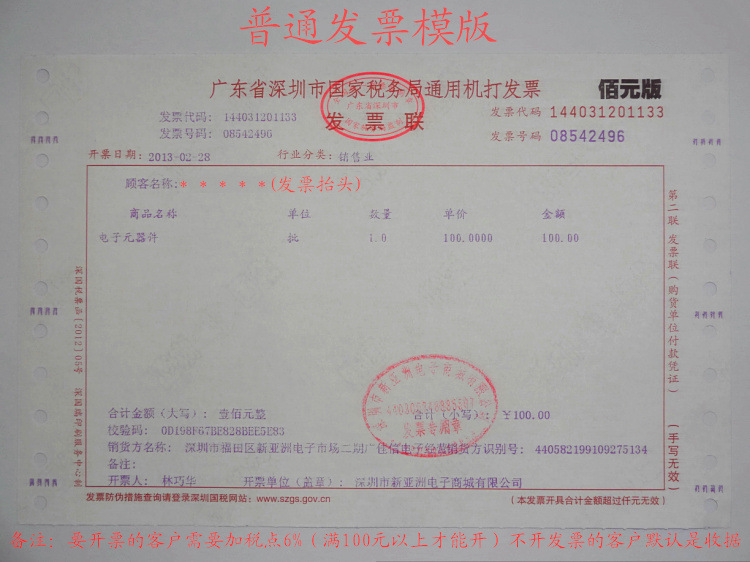 普通发票模版
广东省深圳市国家税务局通用机打发票 佰元版
广东省深圳市
发票联
发票代码: 144031201133 发票代码 144031201133
发票号码: 08542496 发票号码 08542496
开票日期: 2013-02-28 行业分类: 销售业
顾客名称:*****(发票抬头)
商品名称 单位 数量 单价 金额
电子元器件 批 1.0 100.0000 100.00
第二联 发票联(购货单位付款凭证)
(手写无效)
发票专用章
合计金额(大写): 壹佰元整 合计(小写): ¥100.00
校验码: 0D198F67BE828BEE5E83
销货方名称: 深圳市福田区新亚洲电子市场二期广佳信电子经营销货方识别号: 440582199109275134
备注:
开票人: 林巧华 开票单位(盖章): 深圳市新亚洲电子商城有限公司
发票防伪措施查询请登录深圳国税网站: www.szgs.gov.cn (本发票开具合计金额超过仟元无效)
备注: 要开票的客户需要加税点6%(满100元以上才能开)不开发票的客户默认是收据